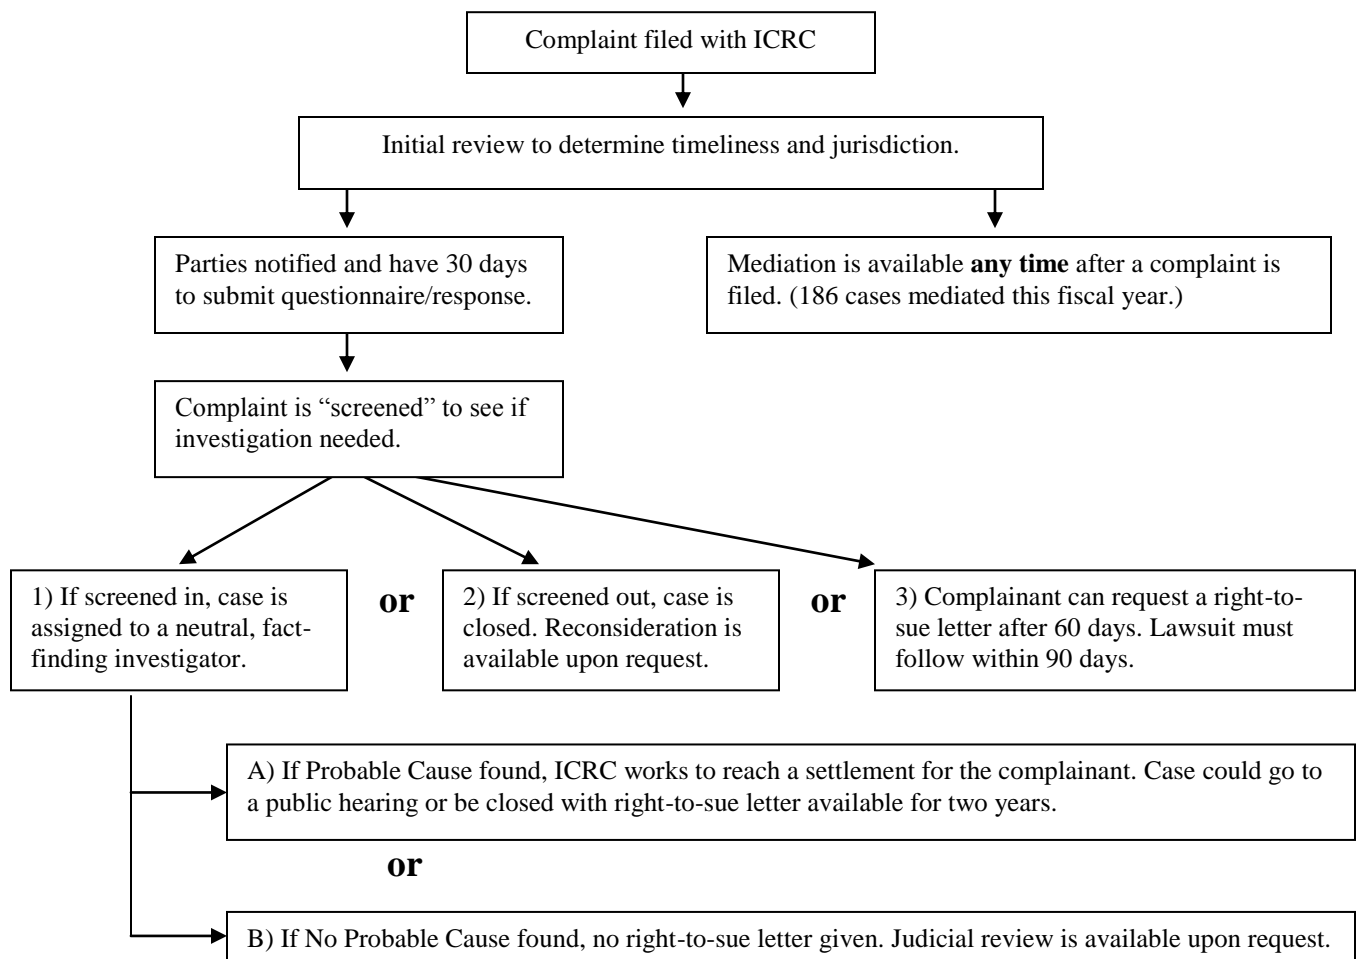 Complaint filed with ICRC
Initial review to determine timeliness and jurisdiction.
Parties notified and have 30 days
to submit questionnaire/response.
Mediation is available any time after a complaint is
filed. (186 cases mediated this fiscal year.)
Complaint is “screened” to see if
investigation needed.
1) If screened in, case is
assigned to a neutral, fact-
finding investigator.
or
2) If screened out, case is
closed. Reconsideration is
available upon request.
or
3) Complainant can request a right-to-
sue letter after 60 days. Lawsuit must
follow within 90 days.
A) If Probable Cause found, ICRC works to reach a settlement for the complainant. Case could go to
a public hearing or be closed with right-to-sue letter available for two years.
or
B) If No Probable Cause found, no right-to-sue letter given. Judicial review is available upon request.